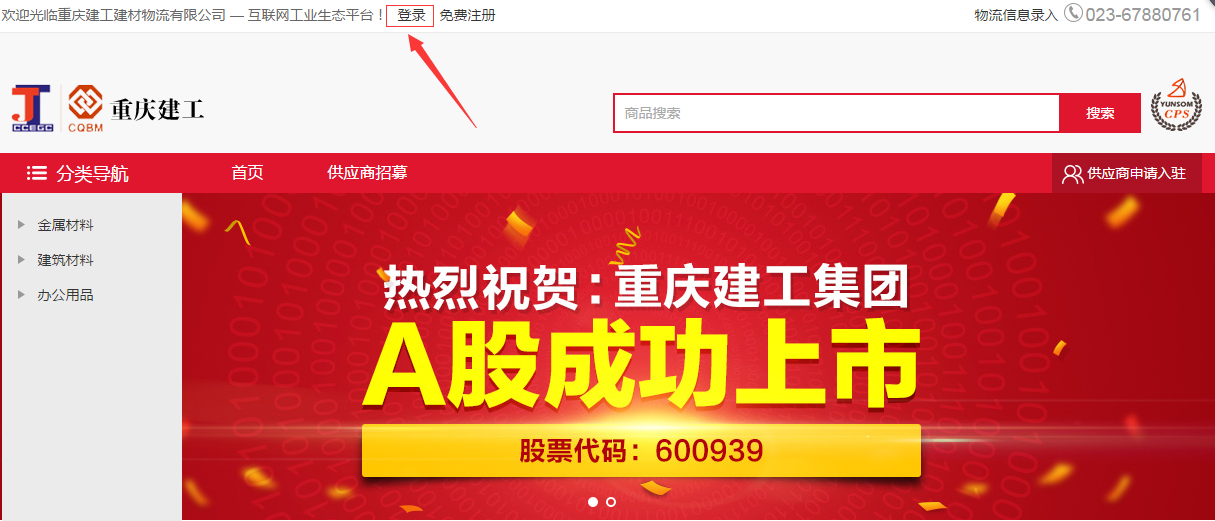 欢迎光临重庆建工建材物流有限公司 — 互联网工业生态平台！ 登录 免费注册 物流信息录入 023-67880761
JT
CCEGC
CQBM
重庆建工
商品搜索
搜索
YUNSOM
CPS
分类导航 首页 供应商招募 供应商申请入驻
金属材料
建筑材料
办公用品
热烈祝贺：重庆建工集团
A股成功上市
股票代码：600939